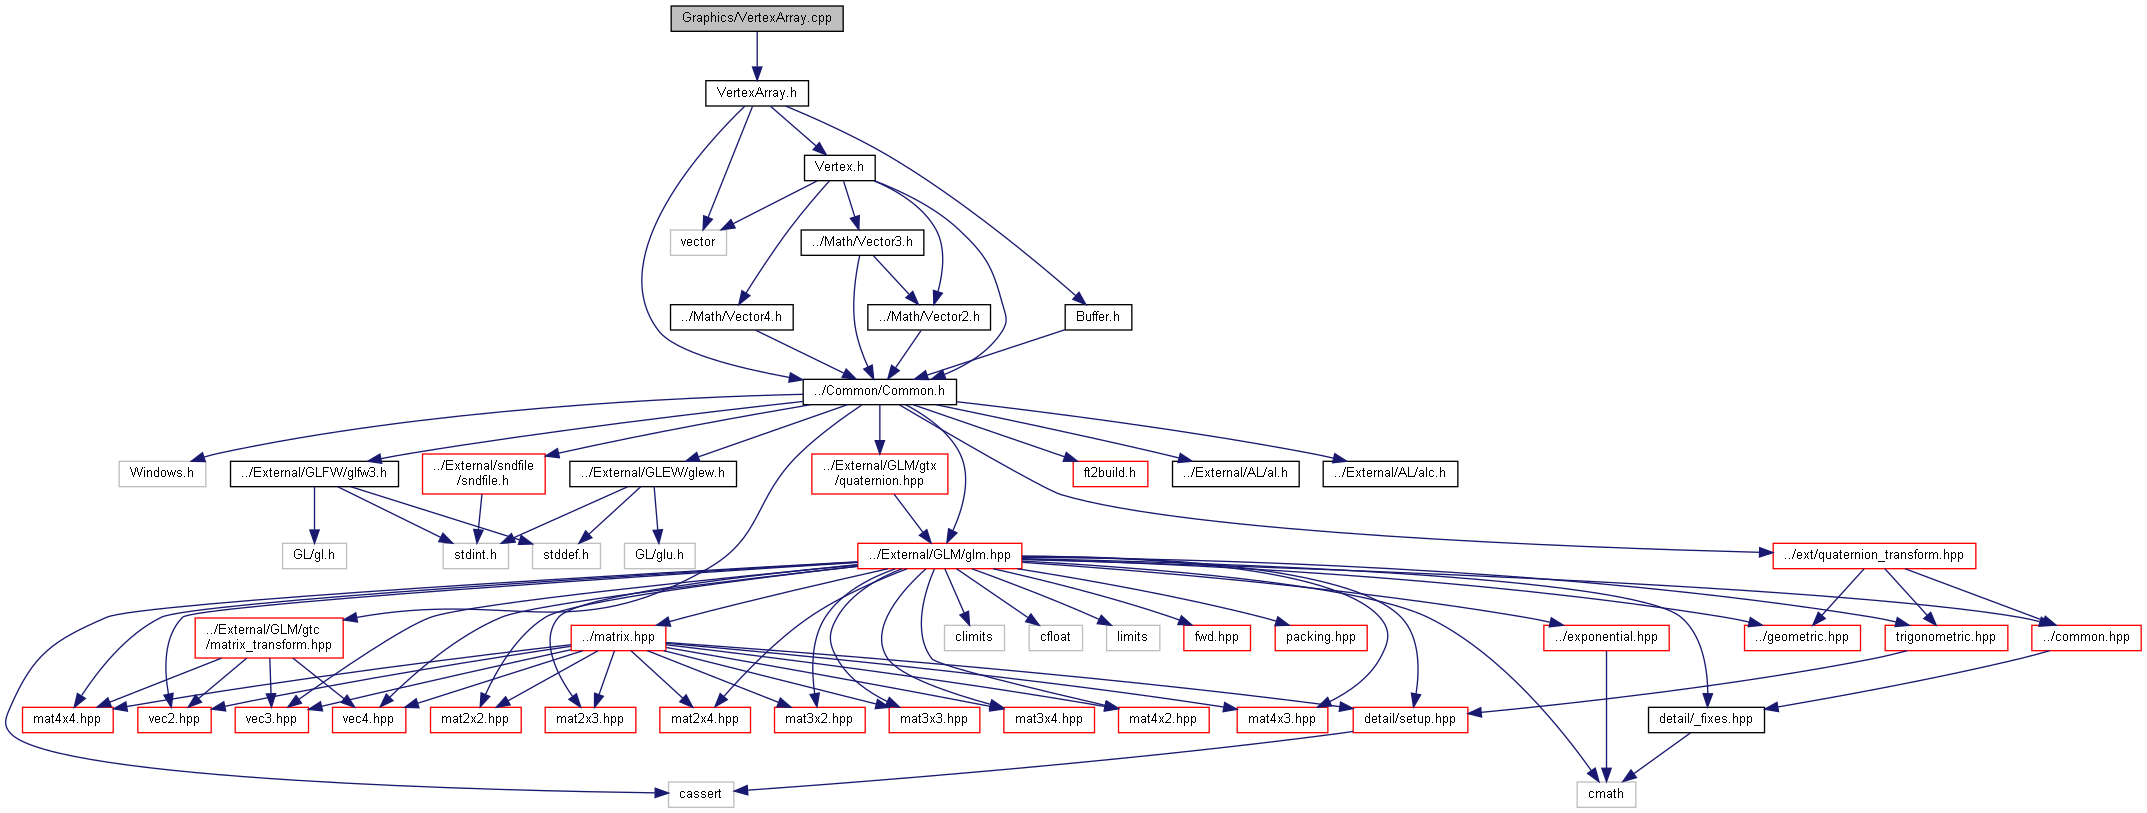 Graphics/VertexArray.cpp
VertexArray.h
Vertex.h
vector
../Math/Vector3.h
../Math/Vector4.h
../Math/Vector2.h
Buffer.h
../Common/Common.h
Windows.h
../External/GLFW/glfw3.h
../External/sndfile
/sndfile.h
../External/GLEW/glew.h
../External/GLM/gtx
/quaternion.hpp
ft2build.h
../External/AL/al.h
../External/AL/alc.h
GL/gl.h
stdint.h
stddef.h
GL/glu.h
../External/GLM/glm.hpp
../ext/quaternion_transform.hpp
../External/GLM/gtc
/matrix_transform.hpp
../matrix.hpp
climits
cfloat
limits
fwd.hpp
packing.hpp
../exponential.hpp
../geometric.hpp
trigonometric.hpp
../common.hpp
mat4x4.hpp
vec2.hpp
vec3.hpp
vec4.hpp
mat2x2.hpp
mat2x3.hpp
mat2x4.hpp
mat3x2.hpp
mat3x3.hpp
mat3x4.hpp
mat4x2.hpp
mat4x3.hpp
detail/setup.hpp
detail/_fixes.hpp
cassert
cmath